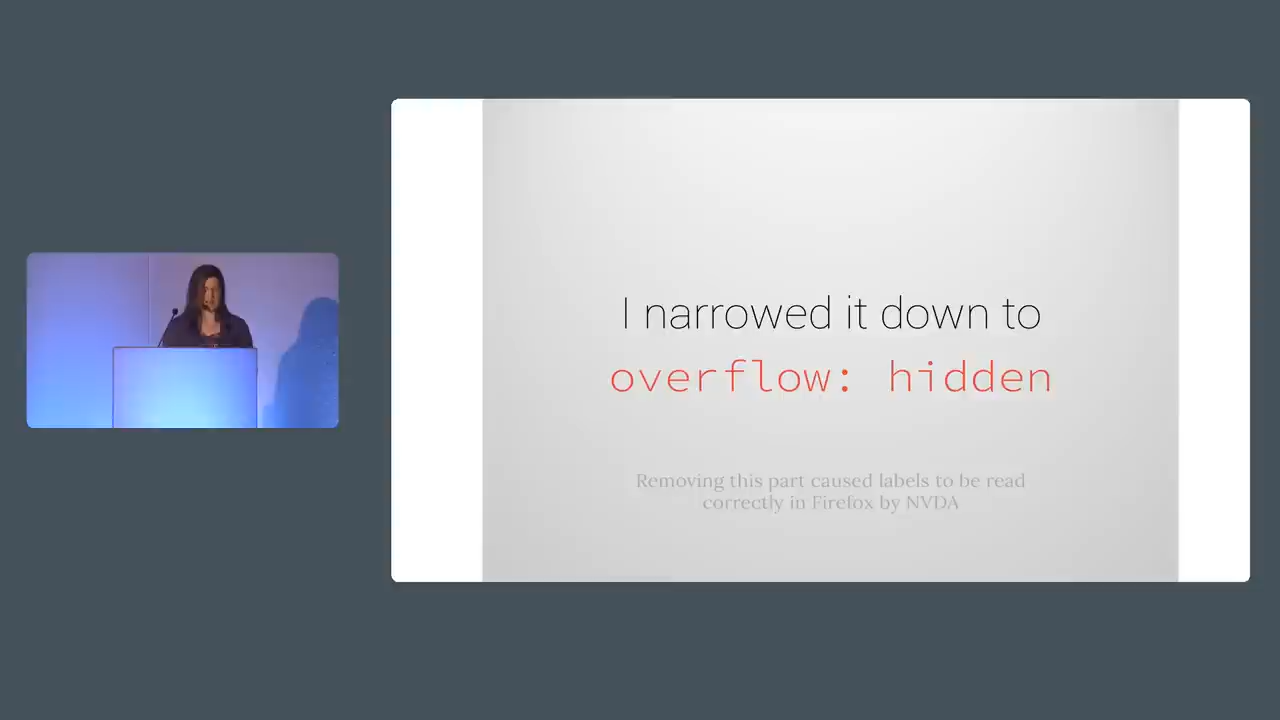 I narrowed it down to
overflow: hidden
Removing this part caused labels to be read
correctly in Firefox by NVDA